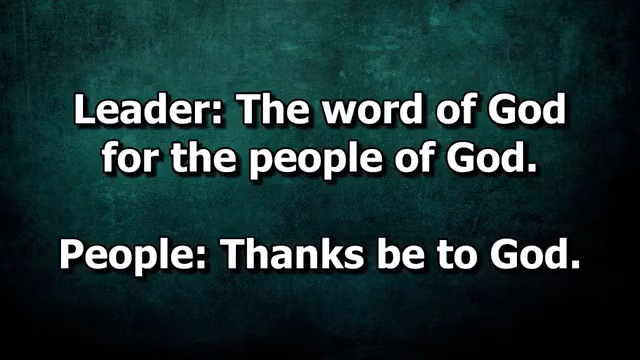 Leader: The word of God
for the people of God.
People: Thanks be to God.